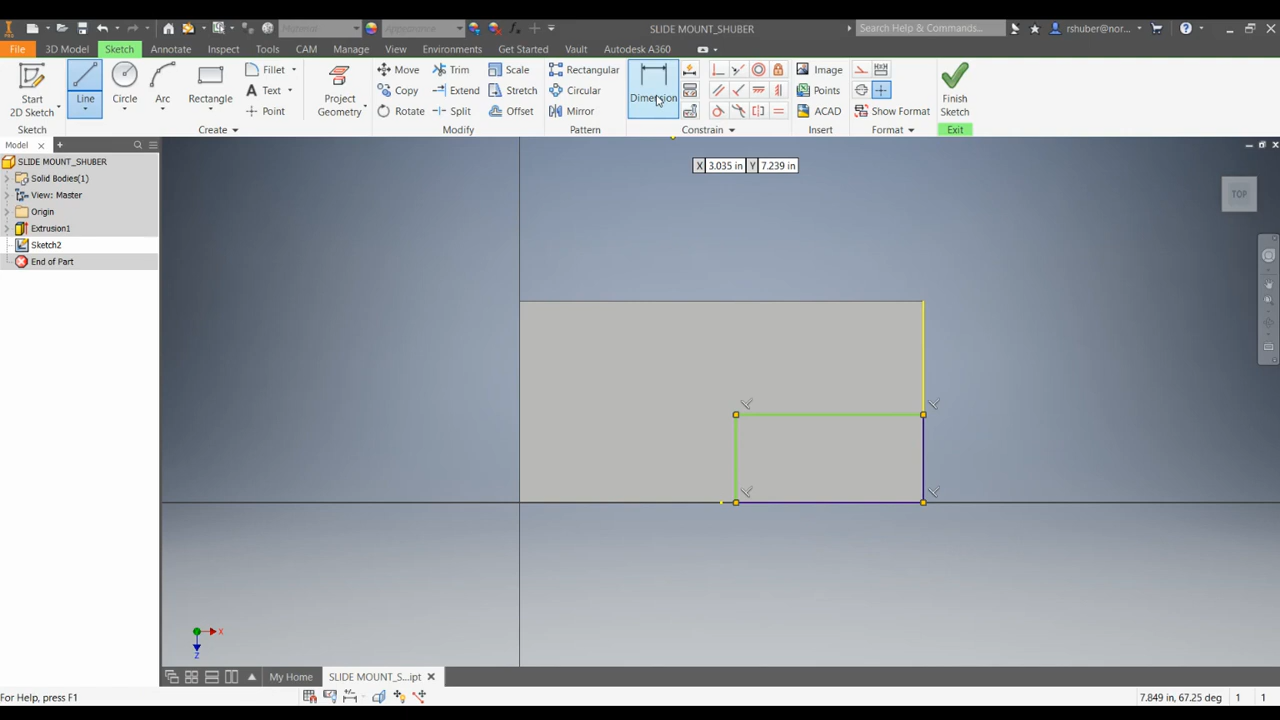 Material
Appearance
SLIDE MOUNT_SHUBER
Search Help & Commands...
rshuber@nor...
File 3D Model Sketch Annotate Inspect Tools CAM Manage View Environments Get Started Vault Autodesk A360
Start
2D Sketch
Line
Circle
Arc
Rectangle
Fillet
Text
Point
Project
Geometry
Move
Copy
Rotate
Trim
Extend
Split
Scale
Stretch
Offset
Rectangular
Circular
Mirror
Dimension
Image
Points
ACAD
Show Format
Finish
Sketch
Sketch Create Modify Pattern Constrain Insert Format Exit
Model
SLIDE MOUNT_SHUBER
Solid Bodies(1)
View: Master
Origin
Extrusion1
Sketch2
End of Part
X 3.035 in Y 7.239 in
TOP
X
Z
My Home SLIDE MOUNT_S...ipt
For Help, press F1
7.849 in, 67.25 deg 1 1